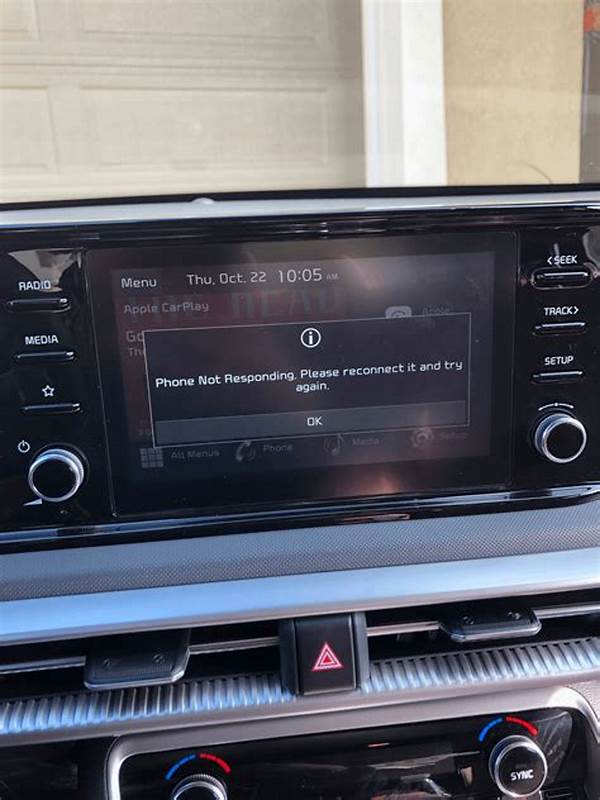 Menu Thu, Oct. 22 10:05 AM
Apple CarPlay
Phone Not Responding. Please reconnect it and try
again.
OK
All Menus Phone Media Setup
RADIO
MEDIA
SEEK
TRACK
SETUP
SYNC